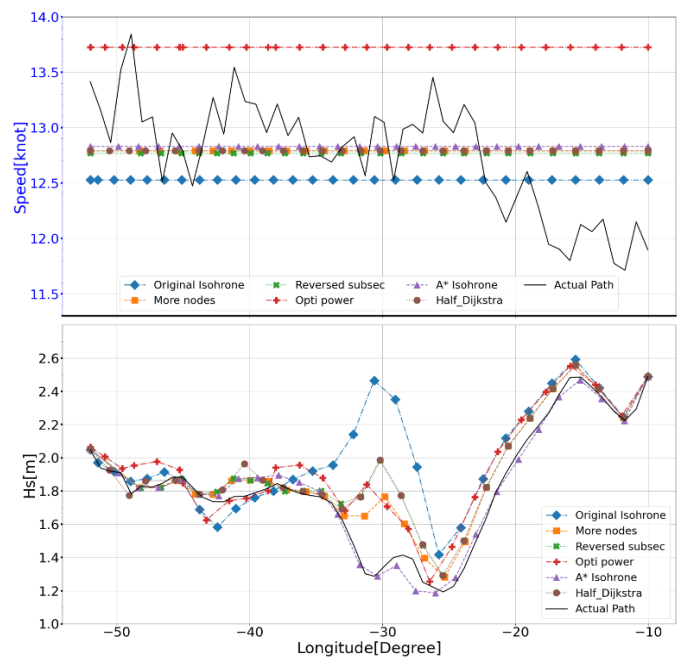 14.0
13.5
13.0
12.5
12.0
11.5
Speed[knot]
Original Isohrone
More nodes
Reversed subsec
Opti power
A* Isohrone
Half_Dijkstra
Actual Path
2.6
2.4
2.2
2.0
1.8
1.6
1.4
1.2
1.0
Hs[m]
Original Isohrone
More nodes
Reversed subsec
Opti power
A* Isohrone
Half_Dijkstra
Actual Path
−50 −40 −30 −20 −10
Longitude[Degree]